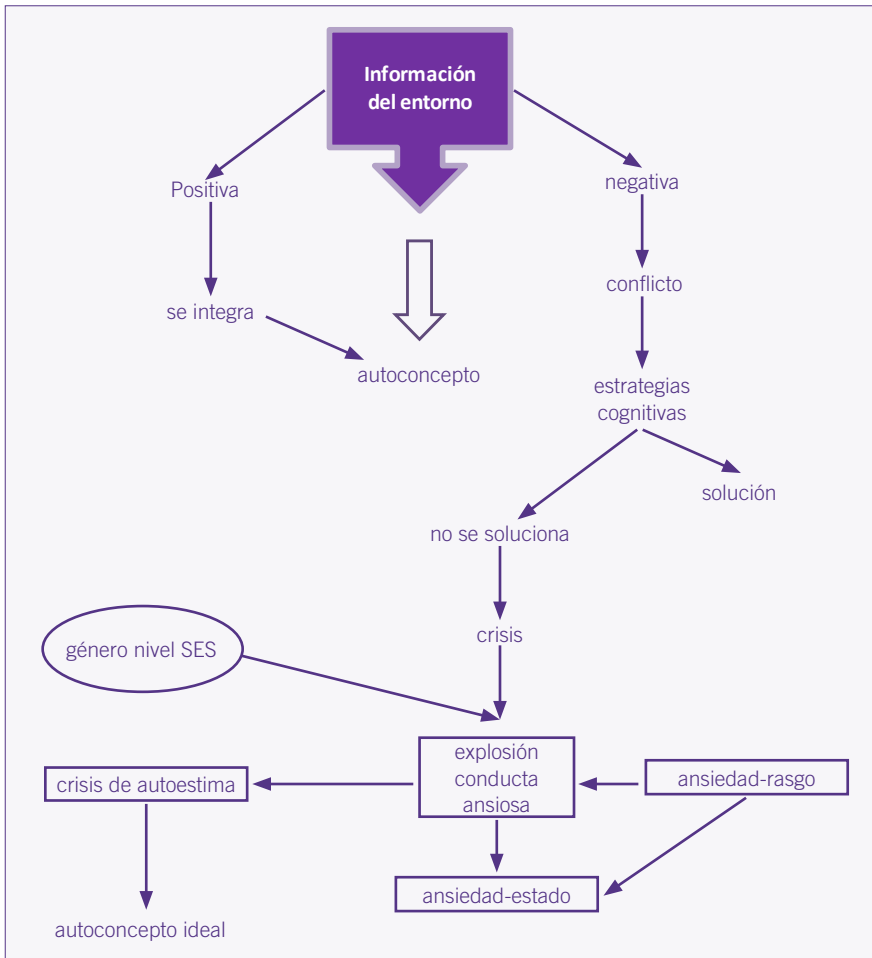 Información
del entorno
Positiva
negativa
se integra
conflicto
autoconcepto
estrategias
cognitivas
solución
no se soluciona
crisis
género nivel SES
explosión
conducta
ansiosa
crisis de autoestima
ansiedad-rasgo
ansiedad-estado
autoconcepto ideal